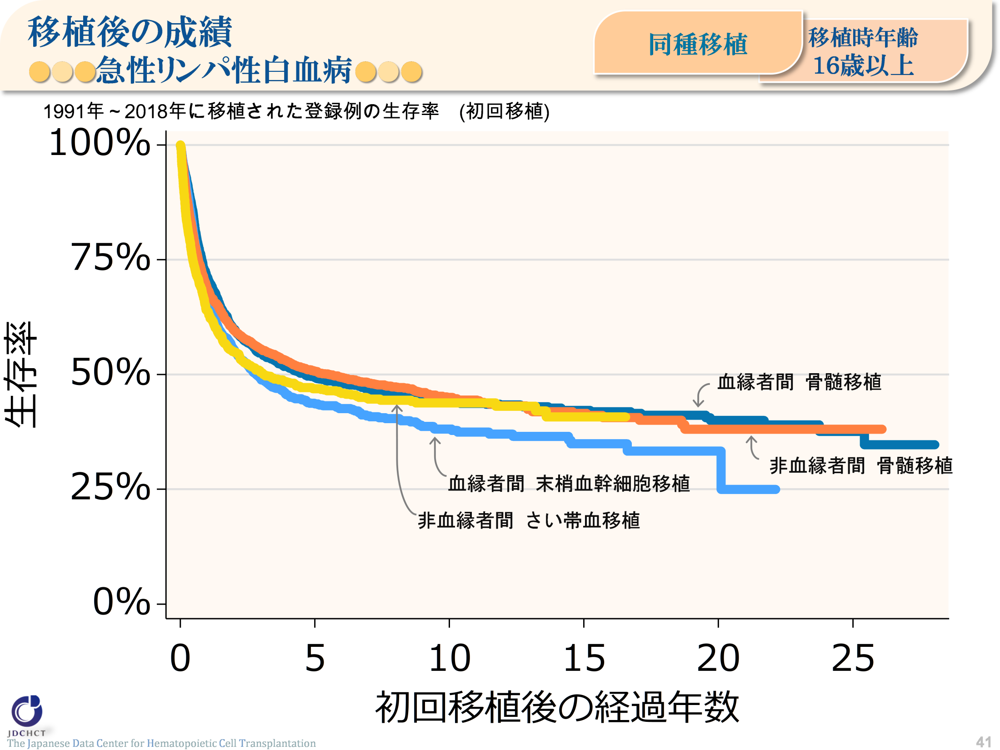 移植後の成績
急性リンパ性白血病
同種移植
移植時年齢
16歳以上
1991年～2018年に移植された登録例の生存率　(初回移植)
100%
75%
50%
25%
0%
生存率
血縁者間 骨髄移植
非血縁者間 骨髄移植
血縁者間 末梢血幹細胞移植
非血縁者間 さい帯血移植
0 5 10 15 20 25
初回移植後の経過年数
JDCHCT
The Japanese Data Center for Hematopoietic Cell Transplantation
41